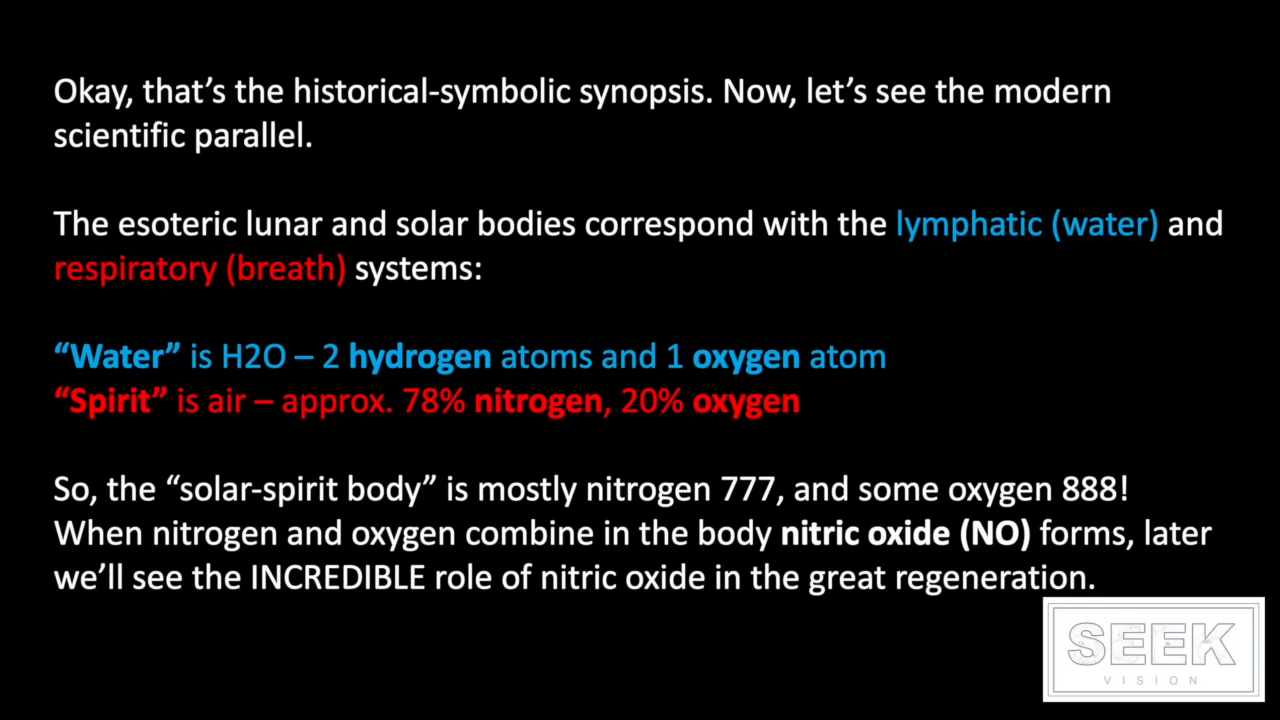 Okay, that’s the historical-symbolic synopsis. Now, let’s see the modern
scientific parallel.
The esoteric lunar and solar bodies correspond with the lymphatic (water) and
respiratory (breath) systems:
“Water” is H2O – 2 hydrogen atoms and 1 oxygen atom
“Spirit” is air – approx. 78% nitrogen, 20% oxygen
So, the “solar-spirit body” is mostly nitrogen 777, and some oxygen 888!
When nitrogen and oxygen combine in the body nitric oxide (NO) forms, later
we’ll see the INCREDIBLE role of nitric oxide in the great regeneration.
SEEK
VISION